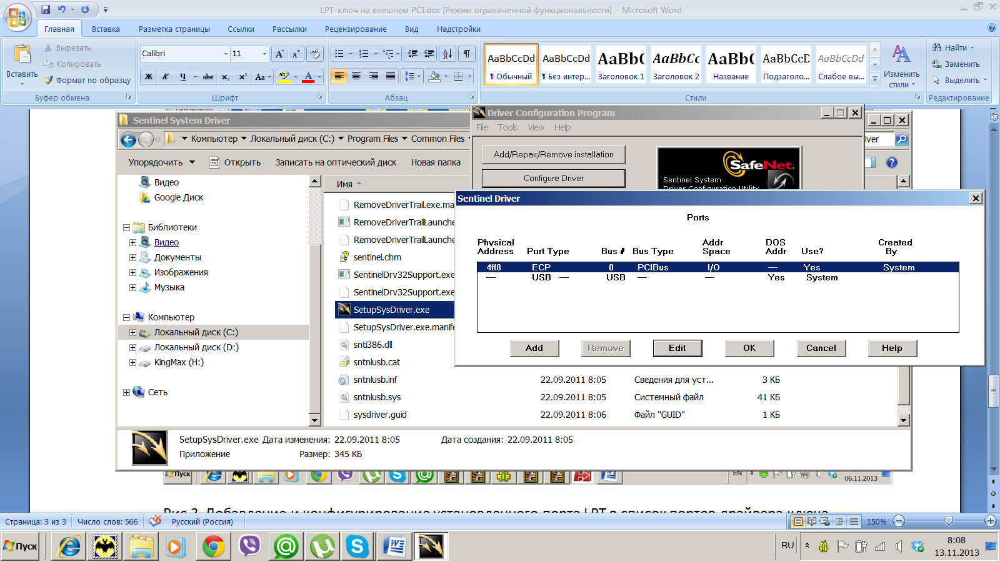 LPT-ключ на внешнем PCI.doc [Режим ограниченной функциональности] - Microsoft Word
Главная Вставка Разметка страницы Ссылки Рассылки Рецензирование Вид Надстройки
Вставить
Вырезать
Копировать
Формат по образцу
Буфер обмена
Calibri 11
Ж К Ч abc x₂ x² Aa
Шрифт
Абзац
AaBbCcDd AaBbCcDd AaBbC AaBbCc AaBbC AaBbCcD AaBbCcDd
¶ Обычный ¶ Без интер... Заголовок 1 Заголовок 2 Название Подзаголо... Слабое вы...
Изменить
стили
Стили
Найти
Заменить
Выделить
Редактирование
Sentinel System Driver
Компьютер Локальный диск (C:) Program Files Common Files
iver
Упорядочить Открыть Записать на оптический диск Новая папка
Видео
Google Диск
Библиотеки
Видео
Документы
Изображения
Музыка
Компьютер
Локальный диск (C:)
Локальный диск (D:)
KingMax (H:)
Сеть
Имя
RemoveDriverTrail.exe.ma
RemoveDriverTrailLaunche
RemoveDriverTrailLaunche
sentinel.chm
SentinelDrv32Support.exe
SentinelDrv32Support.exe
SetupSysDriver.exe
SetupSysDriver.exe.manife
snti386.dll
sntnlusb.cat
sntnlusb.inf 22.09.2011 8:05 Сведения для уст... 3 КБ
sntnlusb.sys 22.09.2011 8:05 Системный файл 41 КБ
sysdriver.guid 22.09.2011 8:06 Файл "GUID" 1 КБ
SetupSysDriver.exe Дата изменения: 22.09.2011 8:05 Дата создания: 22.09.2011 8:05
Приложение Размер: 345 КБ
Driver Configuration Program
File Tools View Help
Add/Repair/Remove installation
Configure Driver
SafeNet.
Sentinel System
Driver Configuration Utility
Sentinel Driver
Ports
Physical Address Port Type Bus # Bus Type Addr Space DOS Addr Use? Created By
4ff8 ECP 0 PCIBus I/O — Yes System
— USB — USB — — Yes System
Add Remove Edit OK Cancel Help
Пуск
EN
06.11.2013
Рис.3. Добавление и конфигурирование установленного порта LPT в список портов драйвера ключа
Страница: 3 из 3 Число слов: 566 Русский (Россия) 150%
Пуск
RU
8:08
13.11.2013